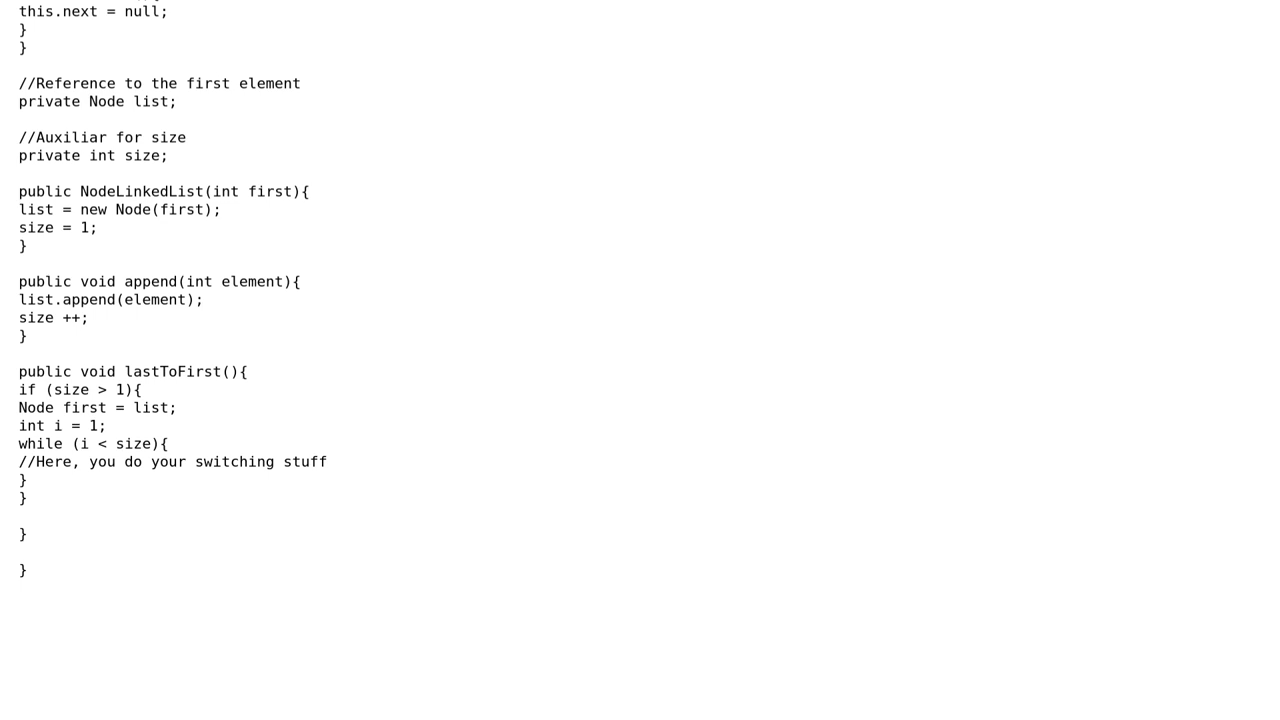 this.next = null;
}
}
//Reference to the first element
private Node list;
//Auxiliar for size
private int size;
public NodeLinkedList(int first){
list = new Node(first);
size = 1;
}
public void append(int element){
list.append(element);
size ++;
}
public void lastToFirst(){
if (size > 1){
Node first = list;
int i = 1;
while (i < size){
//Here, you do your switching stuff
}
}
}
}